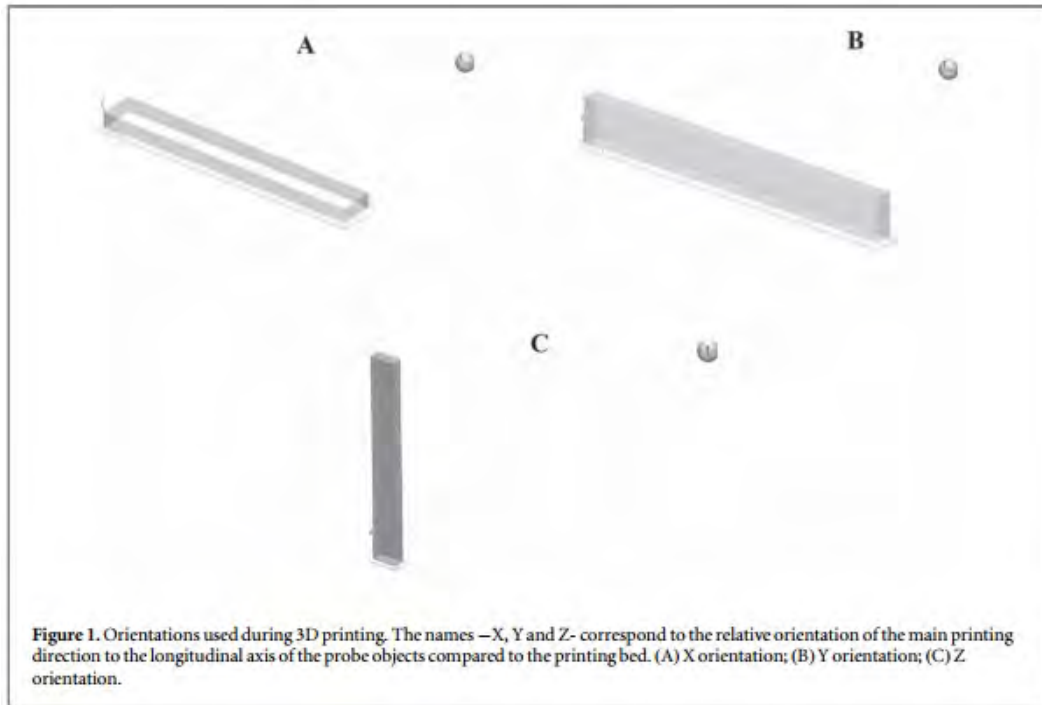 A
B
C
Figure 1. Orientations used during 3D printing. The names −X, Y and Z- correspond to the relative orientation of the main printing
direction to the longitudinal axis of the probe objects compared to the printing bed. (A) X orientation; (B) Y orientation; (C) Z
orientation.